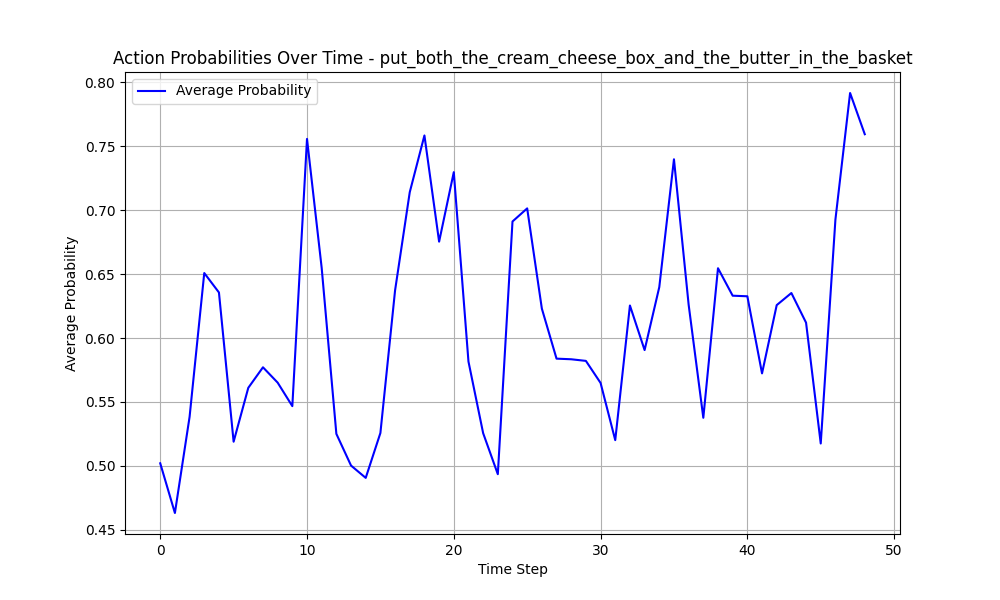 Action Probabilities Over Time - put_both_the_cream_cheese_box_and_the_butter_in_the_basket
Average Probability
0.80
0.75
0.70
0.65
0.60
0.55
0.50
0.45
Average Probability
0 10 20 30 40 50
Time Step